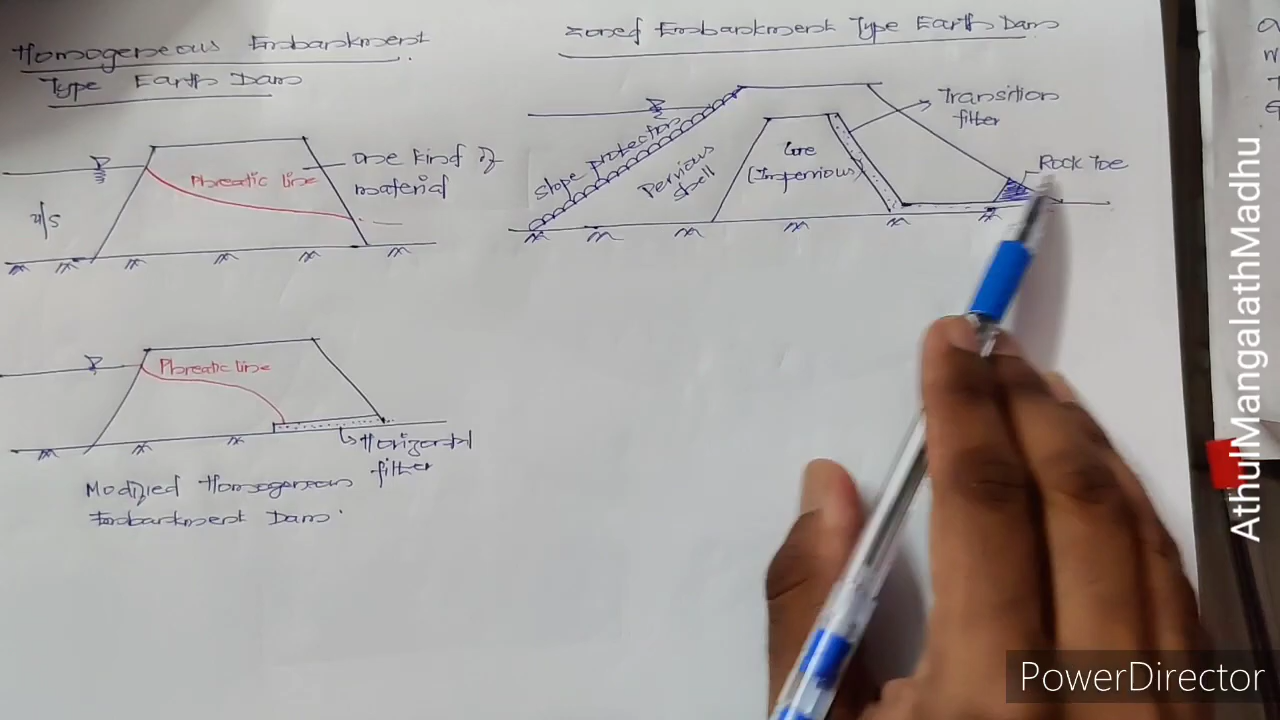 Homogeneous Embankment
Type Earth Dam
Phreatic line
one kind of
material
u/s
Phreatic line
Horizontal
filter
Modified Homogeneous
Embankment Dam.
Zoned Embankment Type Earth Dam
Transition
filter
Slope protection
Pervious
shell
Core
(Impervious)
Rock Toe
AthulMangalathMadhu
PowerDirector